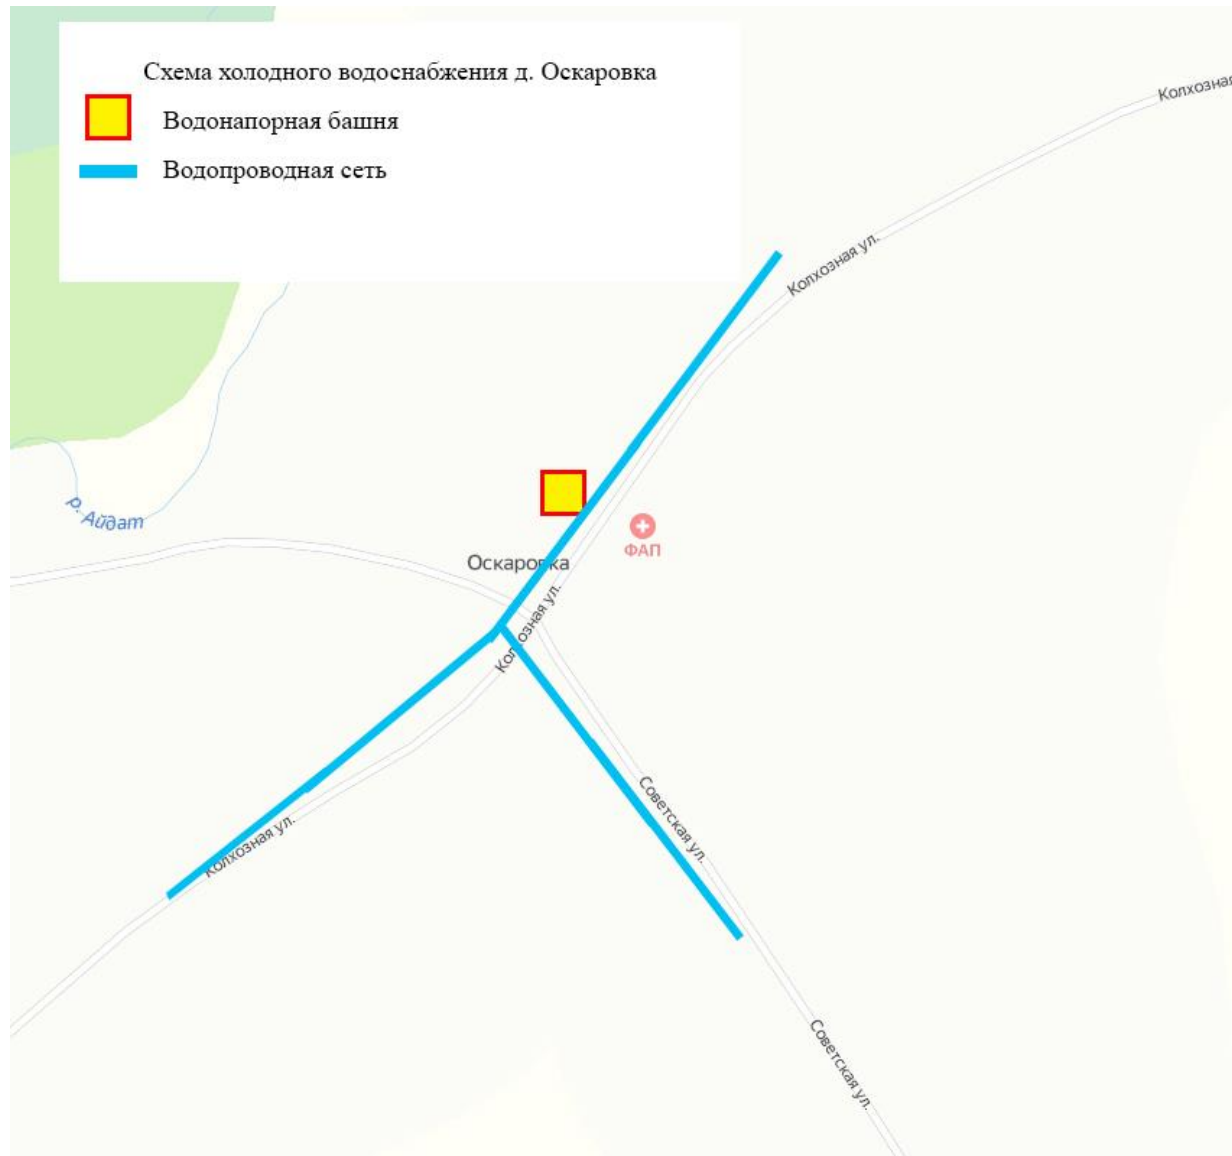 Схема холодного водоснабжения д. Оскаровка
Водонапорная башня
Водопроводная сеть
Колхозная
Колхозная ул.
р. Айдат
ФАП
Оскаровка
Колхозная ул.
Колхозная ул.
Советская ул.
Советская ул.